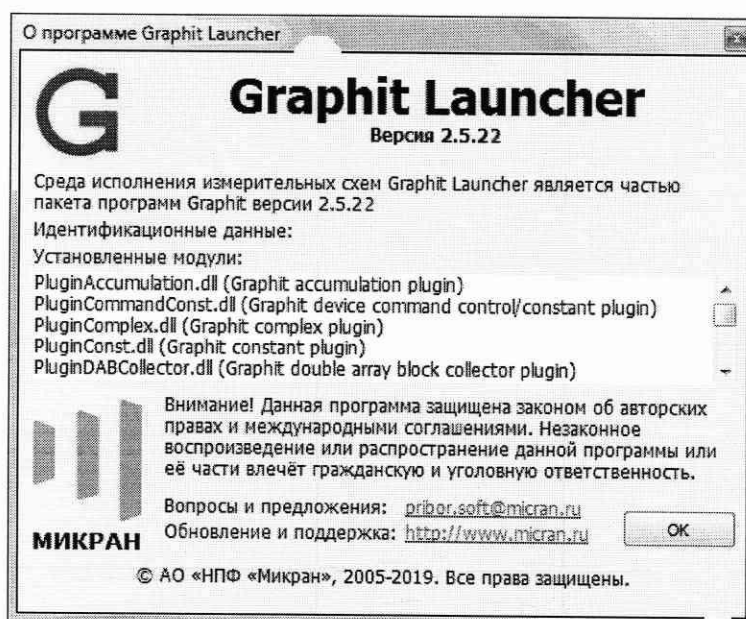 О программе Graphit Launcher
Graphit Launcher
Версия 2.5.22
Среда исполнения измерительных схем Graphit Launcher является частью
пакета программ Graphit версии 2.5.22
Идентификационные данные:
Установленные модули:
PluginAccumulation.dll (Graphit accumulation plugin)
PluginCommandConst.dll (Graphit device command control/constant plugin)
PluginComplex.dll (Graphit complex plugin)
PluginConst.dll (Graphit constant plugin)
PluginDABCollector.dll (Graphit double array block collector plugin)
Внимание! Данная программа защищена законом об авторских
правах и международными соглашениями. Незаконное
воспроизведение или распространение данной программы или
её части влечёт гражданскую и уголовную ответственность.
Вопросы и предложения: pribor.soft@micran.ru
Обновление и поддержка: http://www.micran.ru
OK
МИКРАН
© АО «НПФ «Микран», 2005-2019. Все права защищены.